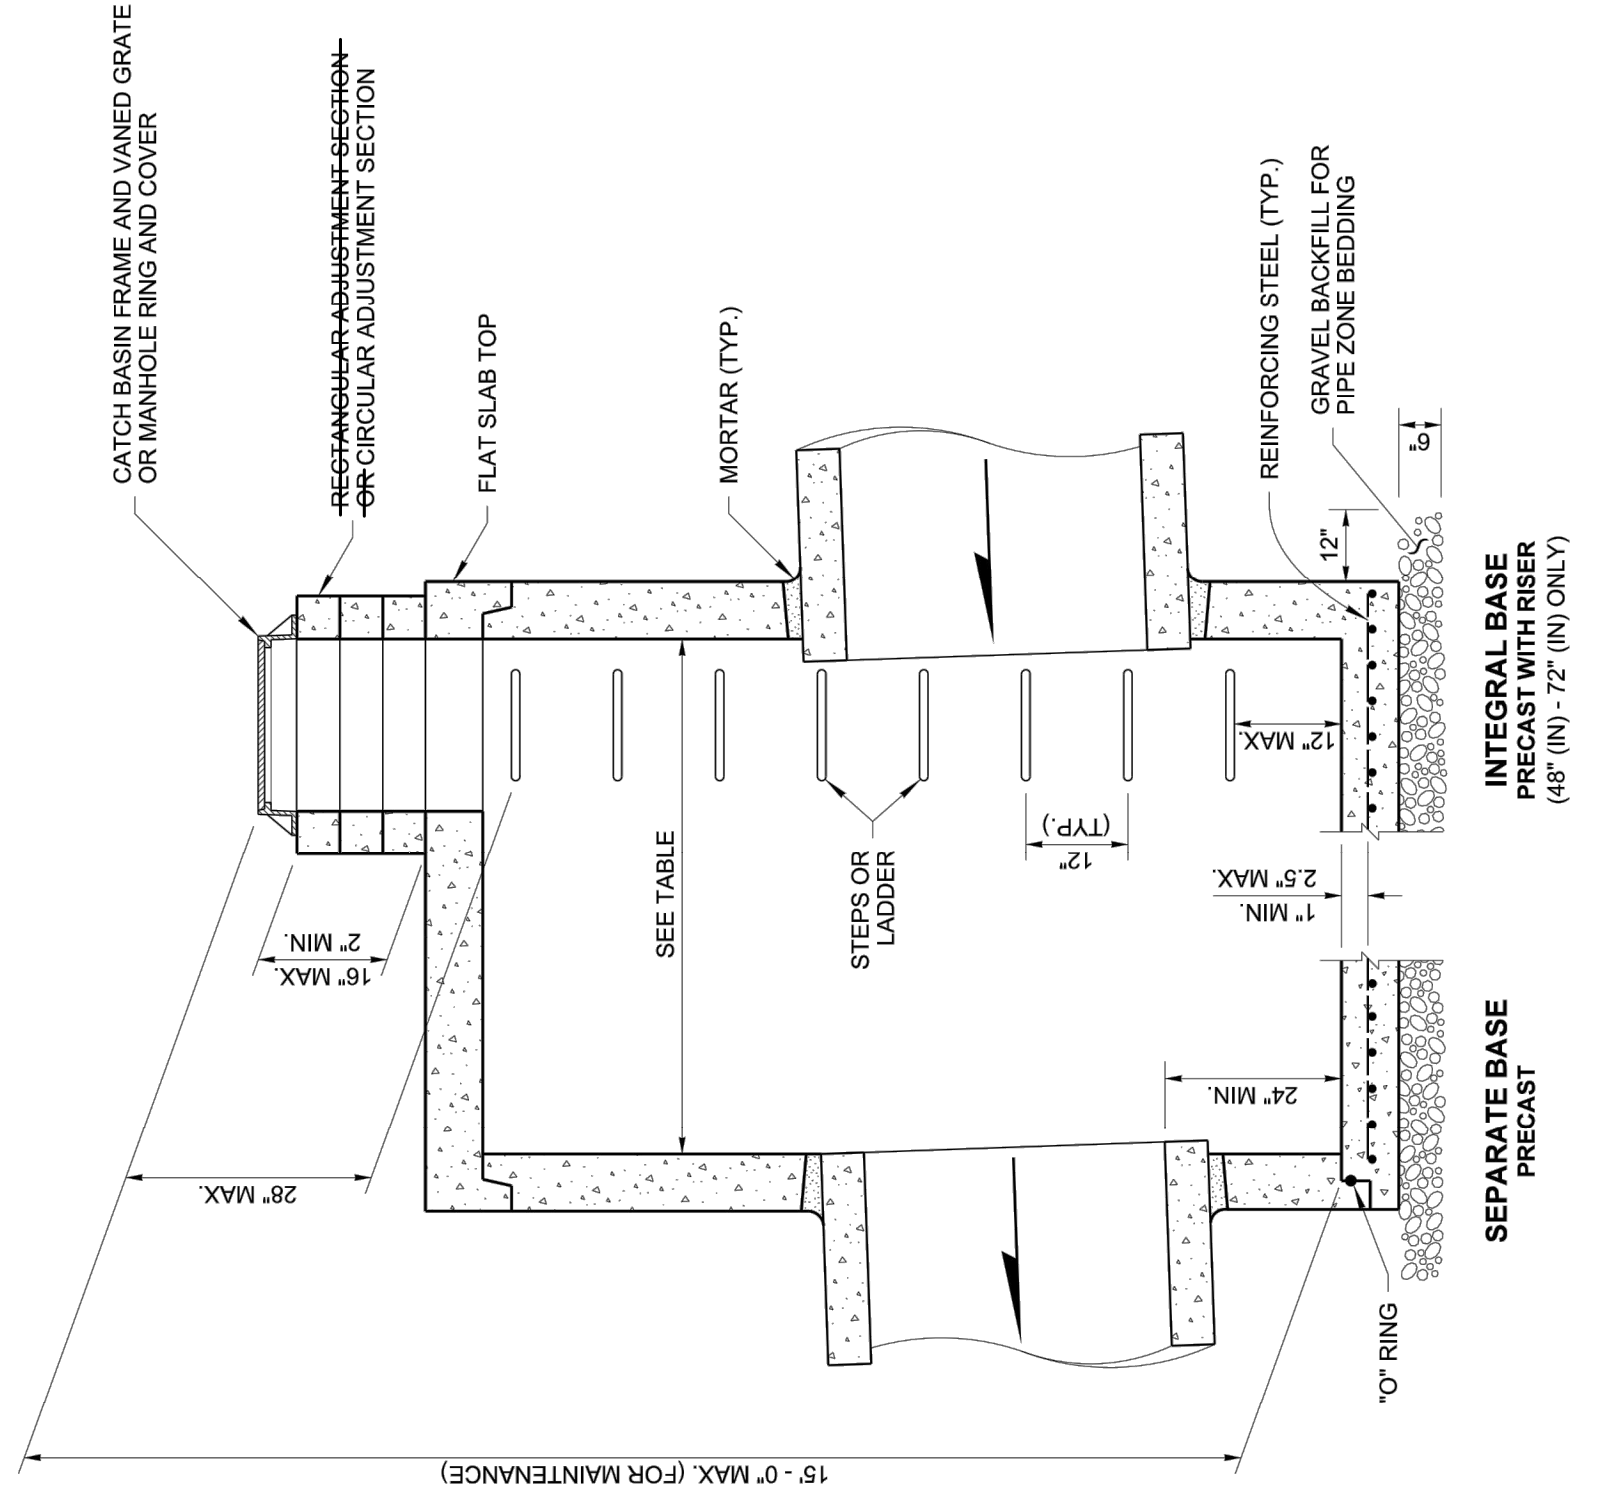 CATCH BASIN FRAME AND VANED GRATE
OR MANHOLE RING AND COVER
RECTANGULAR ADJUSTMENT SECTION
OR CIRCULAR ADJUSTMENT SECTION
FLAT SLAB TOP
MORTAR (TYP.)
REINFORCING STEEL (TYP.)
GRAVEL BACKFILL FOR
PIPE ZONE BEDDING
6"
12"
INTEGRAL BASE
PRECAST WITH RISER
(48" (IN) - 72" (IN) ONLY)
12" MAX.
12"
(TYP.)
STEPS OR
LADDER
SEE TABLE
2" MIN.
16" MAX.
28" MAX.
2.5" MAX.
1" MIN.
24" MIN.
SEPARATE BASE
PRECAST
"O" RING
15' - 0" MAX. (FOR MAINTENANCE)